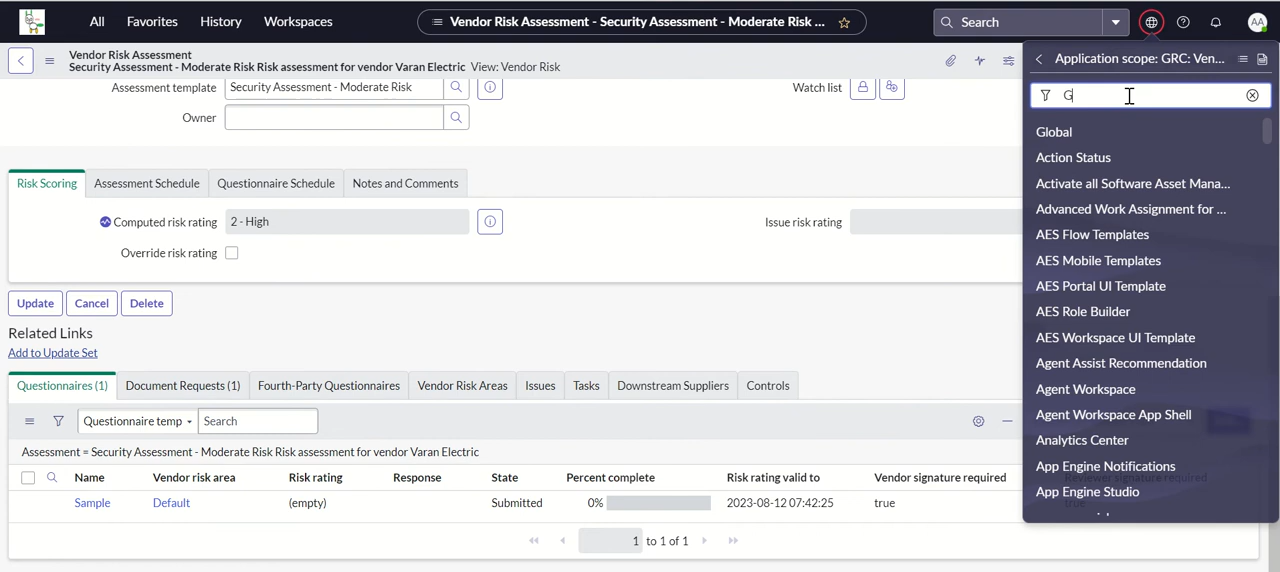 All Favorites History Workspaces Vendor Risk Assessment - Security Assessment - Moderate Risk ... Search AA
Vendor Risk Assessment
Security Assessment - Moderate Risk Risk assessment for vendor Varan Electric View: Vendor Risk
Application scope: GRC: Ven...
G
Assessment template Security Assessment - Moderate Risk Watch list
Owner
Risk Scoring Assessment Schedule Questionnaire Schedule Notes and Comments
Computed risk rating 2 - High Issue risk rating
Override risk rating
Update Cancel Delete
Related Links
Add to Update Set
Questionnaires (1) Document Requests (1) Fourth-Party Questionnaires Vendor Risk Areas Issues Tasks Downstream Suppliers Controls
Questionnaire temp Search
Assessment = Security Assessment - Moderate Risk Risk assessment for vendor Varan Electric
Name Vendor risk area Risk rating Response State Percent complete Risk rating valid to Vendor signature required Reviewer signature required
Sample Default (empty) Submitted 0% 2023-08-12 07:42:25 true true
1 to 1 of 1
Global
Action Status
Activate all Software Asset Mana...
Advanced Work Assignment for ...
AES Flow Templates
AES Mobile Templates
AES Portal UI Template
AES Role Builder
AES Workspace UI Template
Agent Assist Recommendation
Agent Workspace
Agent Workspace App Shell
Analytics Center
App Engine Notifications
App Engine Studio